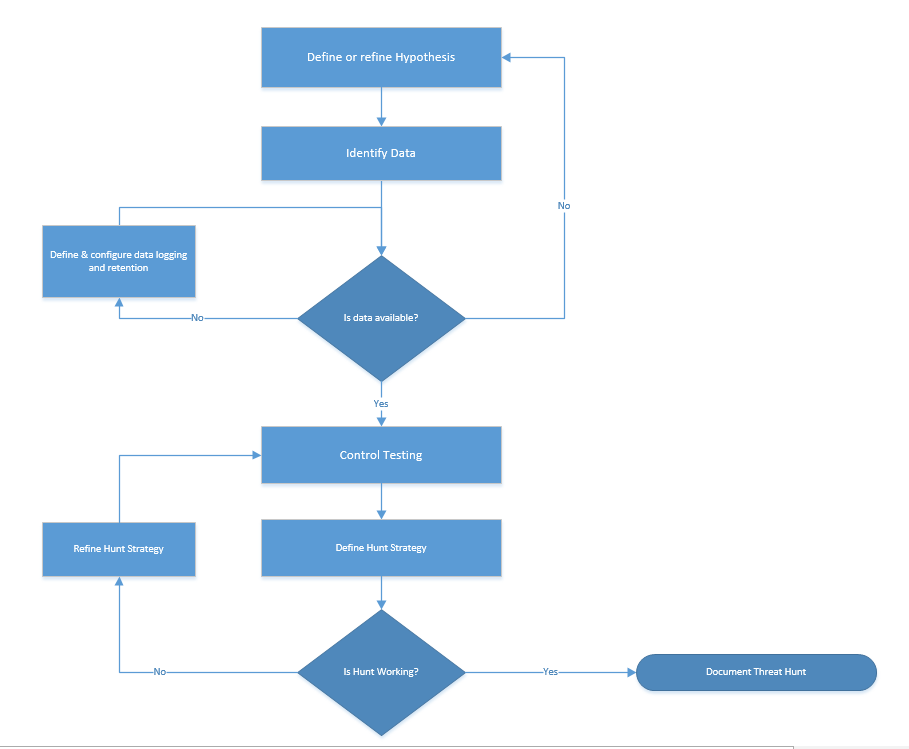 Define or refine Hypothesis
Identify Data
No
Define & configure data logging
and retention
No
Is data available?
Yes
Control Testing
Refine Hunt Strategy
Define Hunt Strategy
No
Is Hunt Working?
Yes
Document Threat Hunt